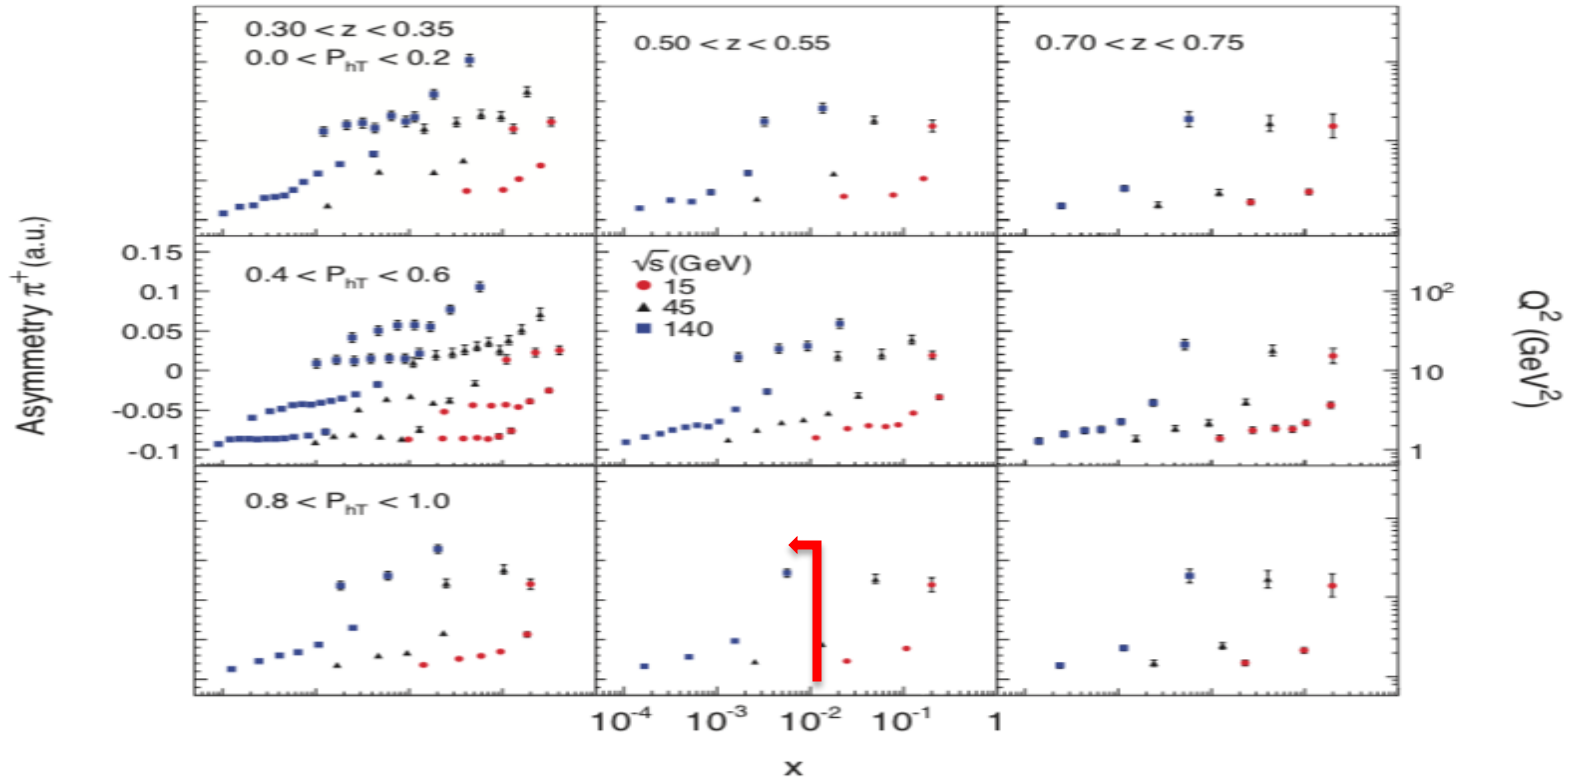 0.30 < z < 0.35
0.0 < P_hT < 0.2
0.50 < z < 0.55
0.70 < z < 0.75
Asymmetry π⁺ (a.u.)
0.15
0.1
0.05
0
-0.05
-0.1
0.4 < P_hT < 0.6
√s (GeV)
15
45
140
10²
10
1
Q² (GeV²)
0.8 < P_hT < 1.0
10⁻⁴ 10⁻³ 10⁻² 10⁻¹ 1
x